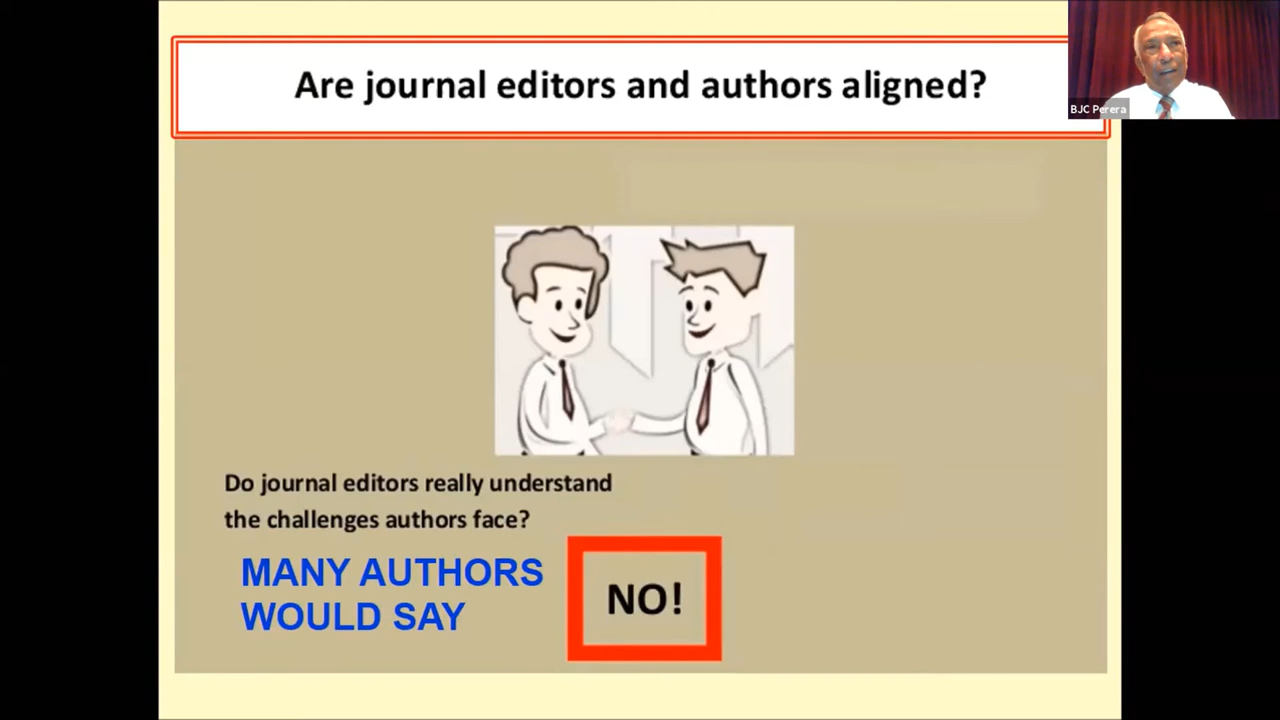 Are journal editors and authors aligned?
BJC Perera
Do journal editors really understand
the challenges authors face?
MANY AUTHORS
WOULD SAY
NO!